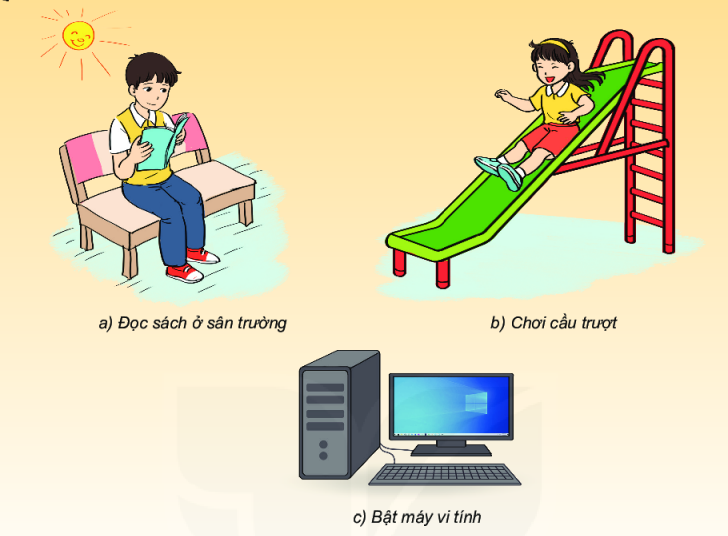 a) Đọc sách ở sân trường
b) Chơi cầu trượt
c) Bật máy vi tính